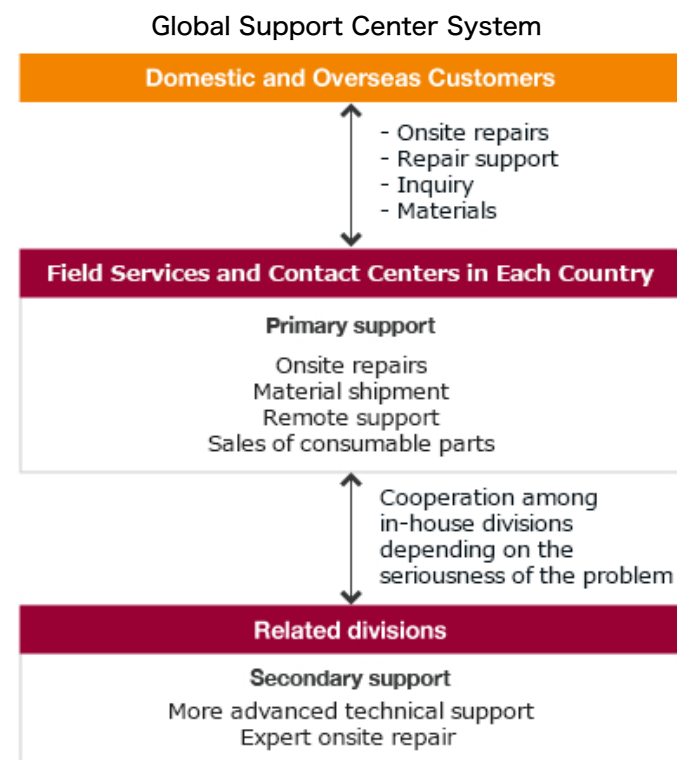 Global Support Center System
Domestic and Overseas Customers
- Onsite repairs
- Repair support
- Inquiry
- Materials
Field Services and Contact Centers in Each Country
Primary support
Onsite repairs
Material shipment
Remote support
Sales of consumable parts
Cooperation among
in-house divisions
depending on the
seriousness of the problem
Related divisions
Secondary support
More advanced technical support
Expert onsite repair